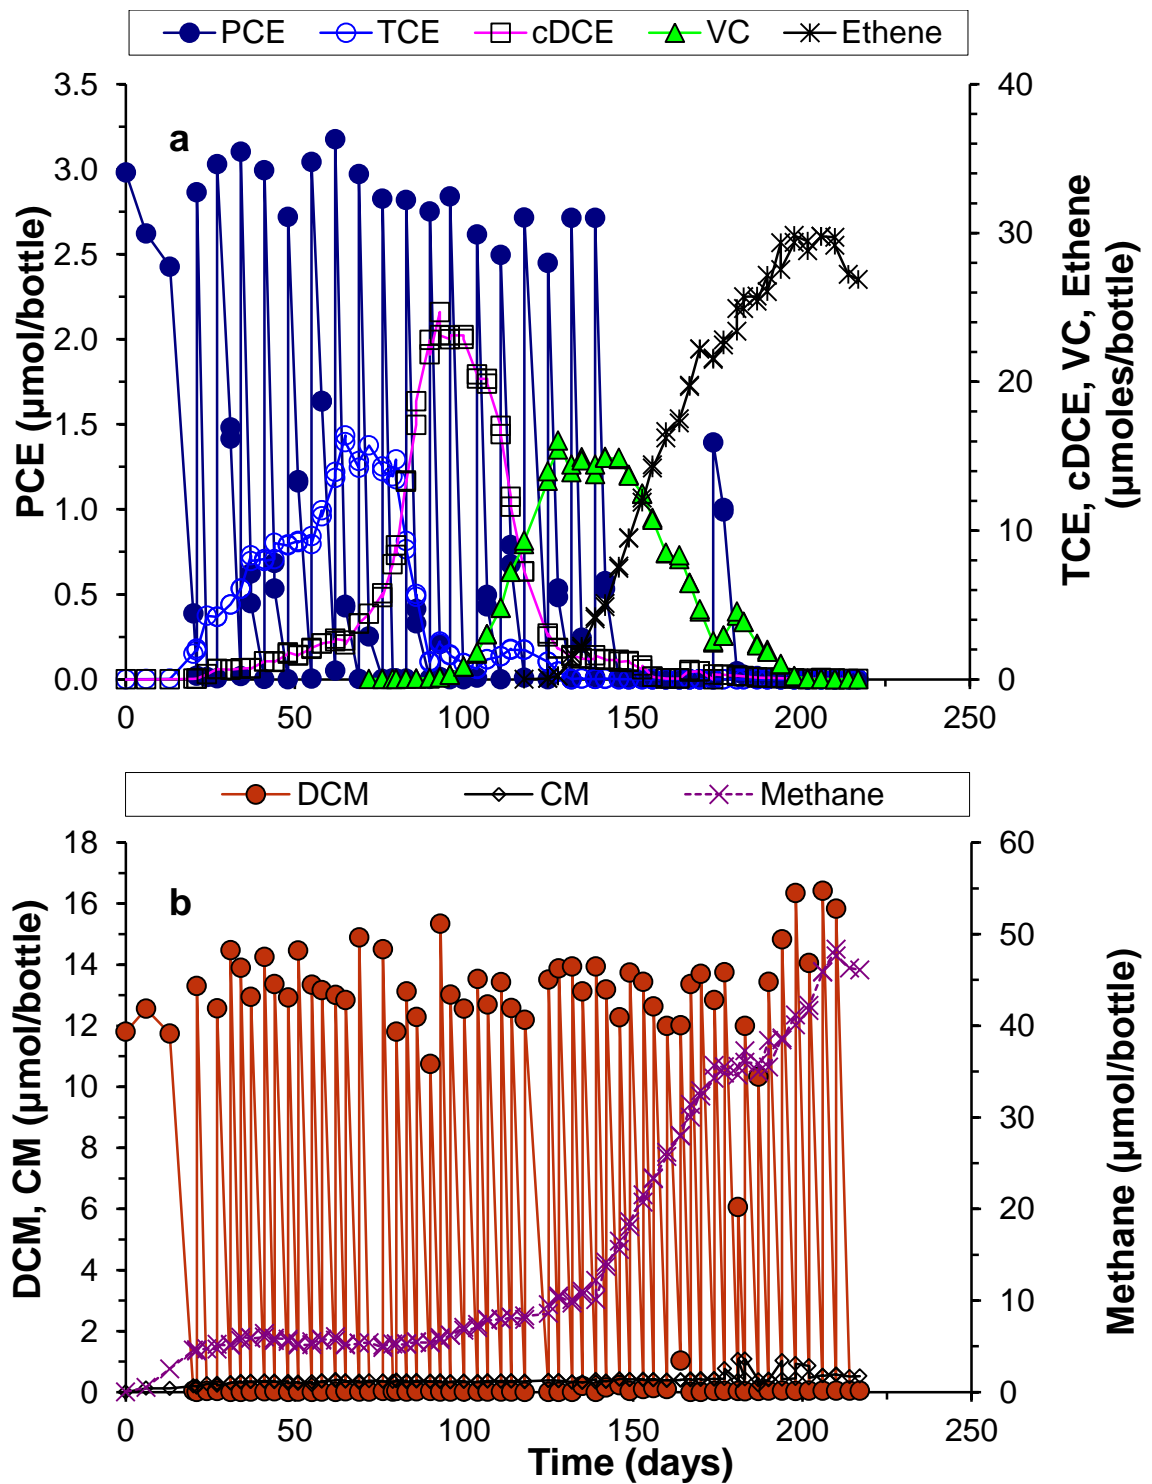 PCE TCE cDCE VC Ethene
3.5 40
a
3.0
30
2.5
2.0
20
1.5
1.0
10
0.5
0.0 0
0 50 100 150 200 250
PCE (µmol/bottle)
TCE, cDCE, VC, Ethene
(µmoles/bottle)
DCM CM Methane
18 60
b
16
50
14
12 40
10
30
8
6 20
4
10
2
0 0
0 50 100 150 200 250
DCM, CM (µmol/bottle)
Methane (µmol/bottle)
Time (days)